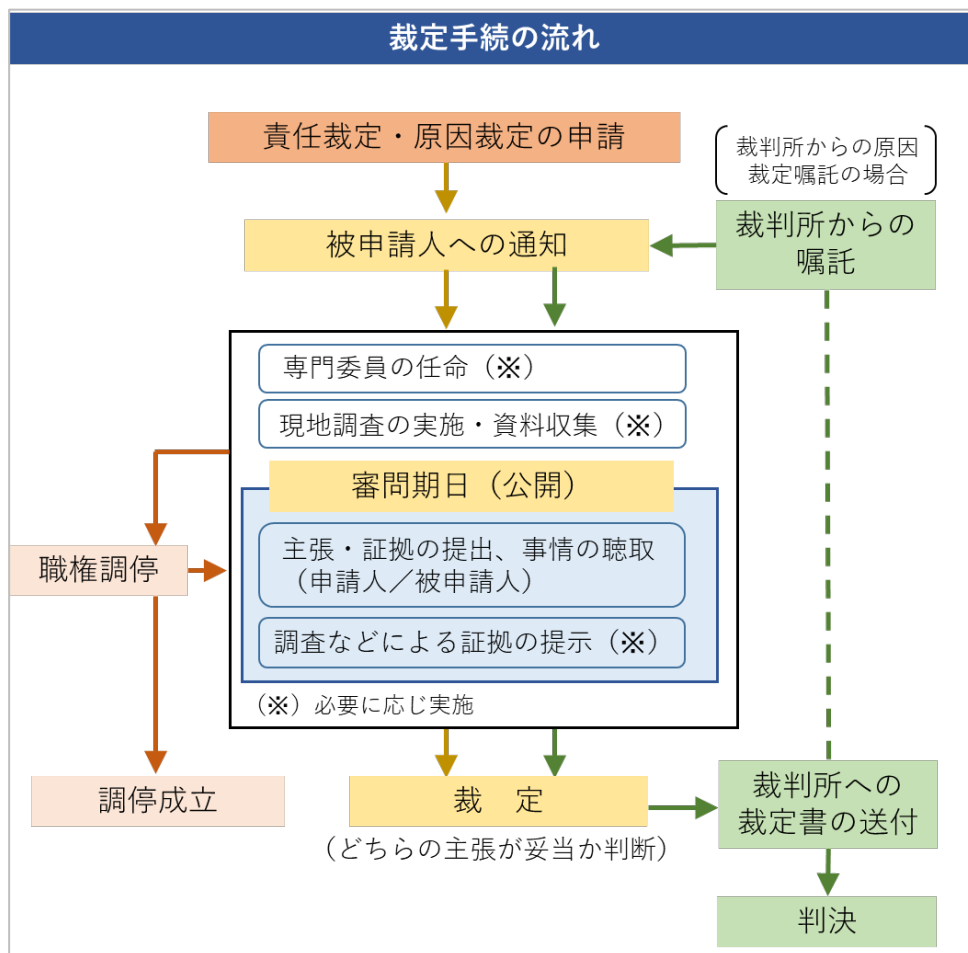 裁定手続の流れ
責任裁定・原因裁定の申請
裁判所からの原因
裁定嘱託の場合
被申請人への通知
裁判所からの
嘱託
専門委員の任命（※）
現地調査の実施・資料収集（※）
審問期日（公開）
主張・証拠の提出、事情の聴取
（申請人／被申請人）
調査などによる証拠の提示（※）
（※）必要に応じ実施
職権調停
調停成立
裁　定
（どちらの主張が妥当か判断）
裁判所への
裁定書の送付
判決